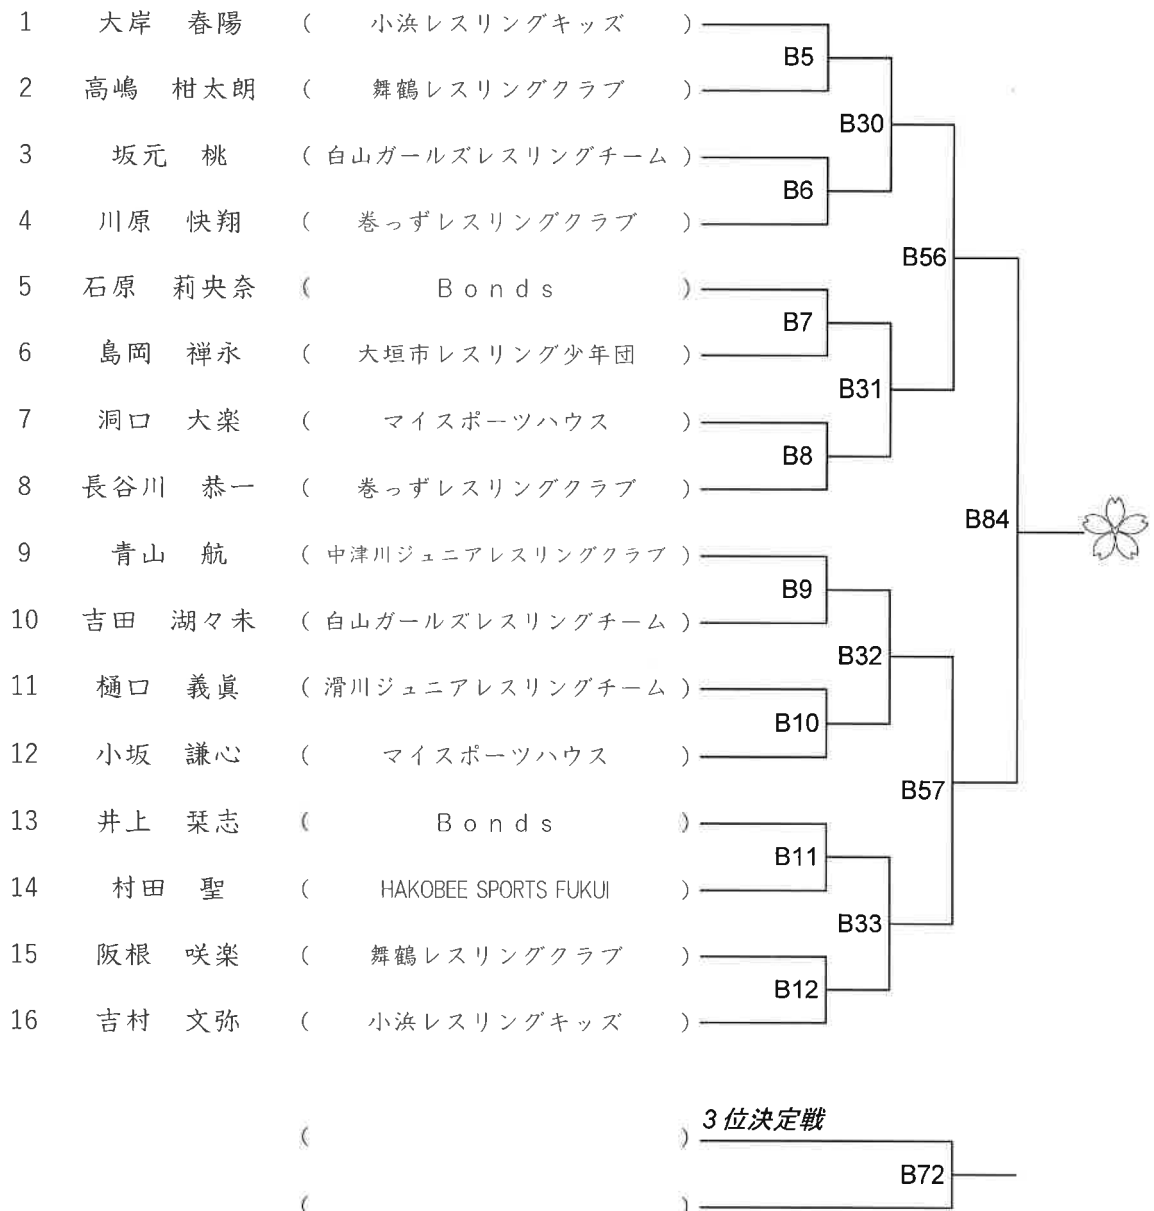 1 大岸 春陽 ( 小浜レスリングキッズ )
B5
2 高嶋 柑太朗 ( 舞鶴レスリングクラブ )
B30
3 坂元 桃 ( 白山ガールズレスリングチーム )
B6
4 川原 快翔 ( 巻っずレスリングクラブ )
B56
5 石原 莉央奈 ( Bonds )
B7
6 島岡 禅永 ( 大垣市レスリング少年団 )
B31
7 洞口 大楽 ( マイスポーツハウス )
B8
8 長谷川 恭一 ( 巻っずレスリングクラブ )
B84
9 青山 航 ( 中津川ジュニアレスリングクラブ )
B9
10 吉田 湖々未 ( 白山ガールズレスリングチーム )
B32
11 樋口 義眞 ( 滑川ジュニアレスリングチーム )
B10
12 小坂 謙心 ( マイスポーツハウス )
B57
13 井上 栞志 ( Bonds )
B11
14 村田 聖 ( HAKOBEE SPORTS FUKUI )
B33
15 阪根 咲楽 ( 舞鶴レスリングクラブ )
B12
16 吉村 文弥 ( 小浜レスリングキッズ )
3位決定戦
( )
B72
( )